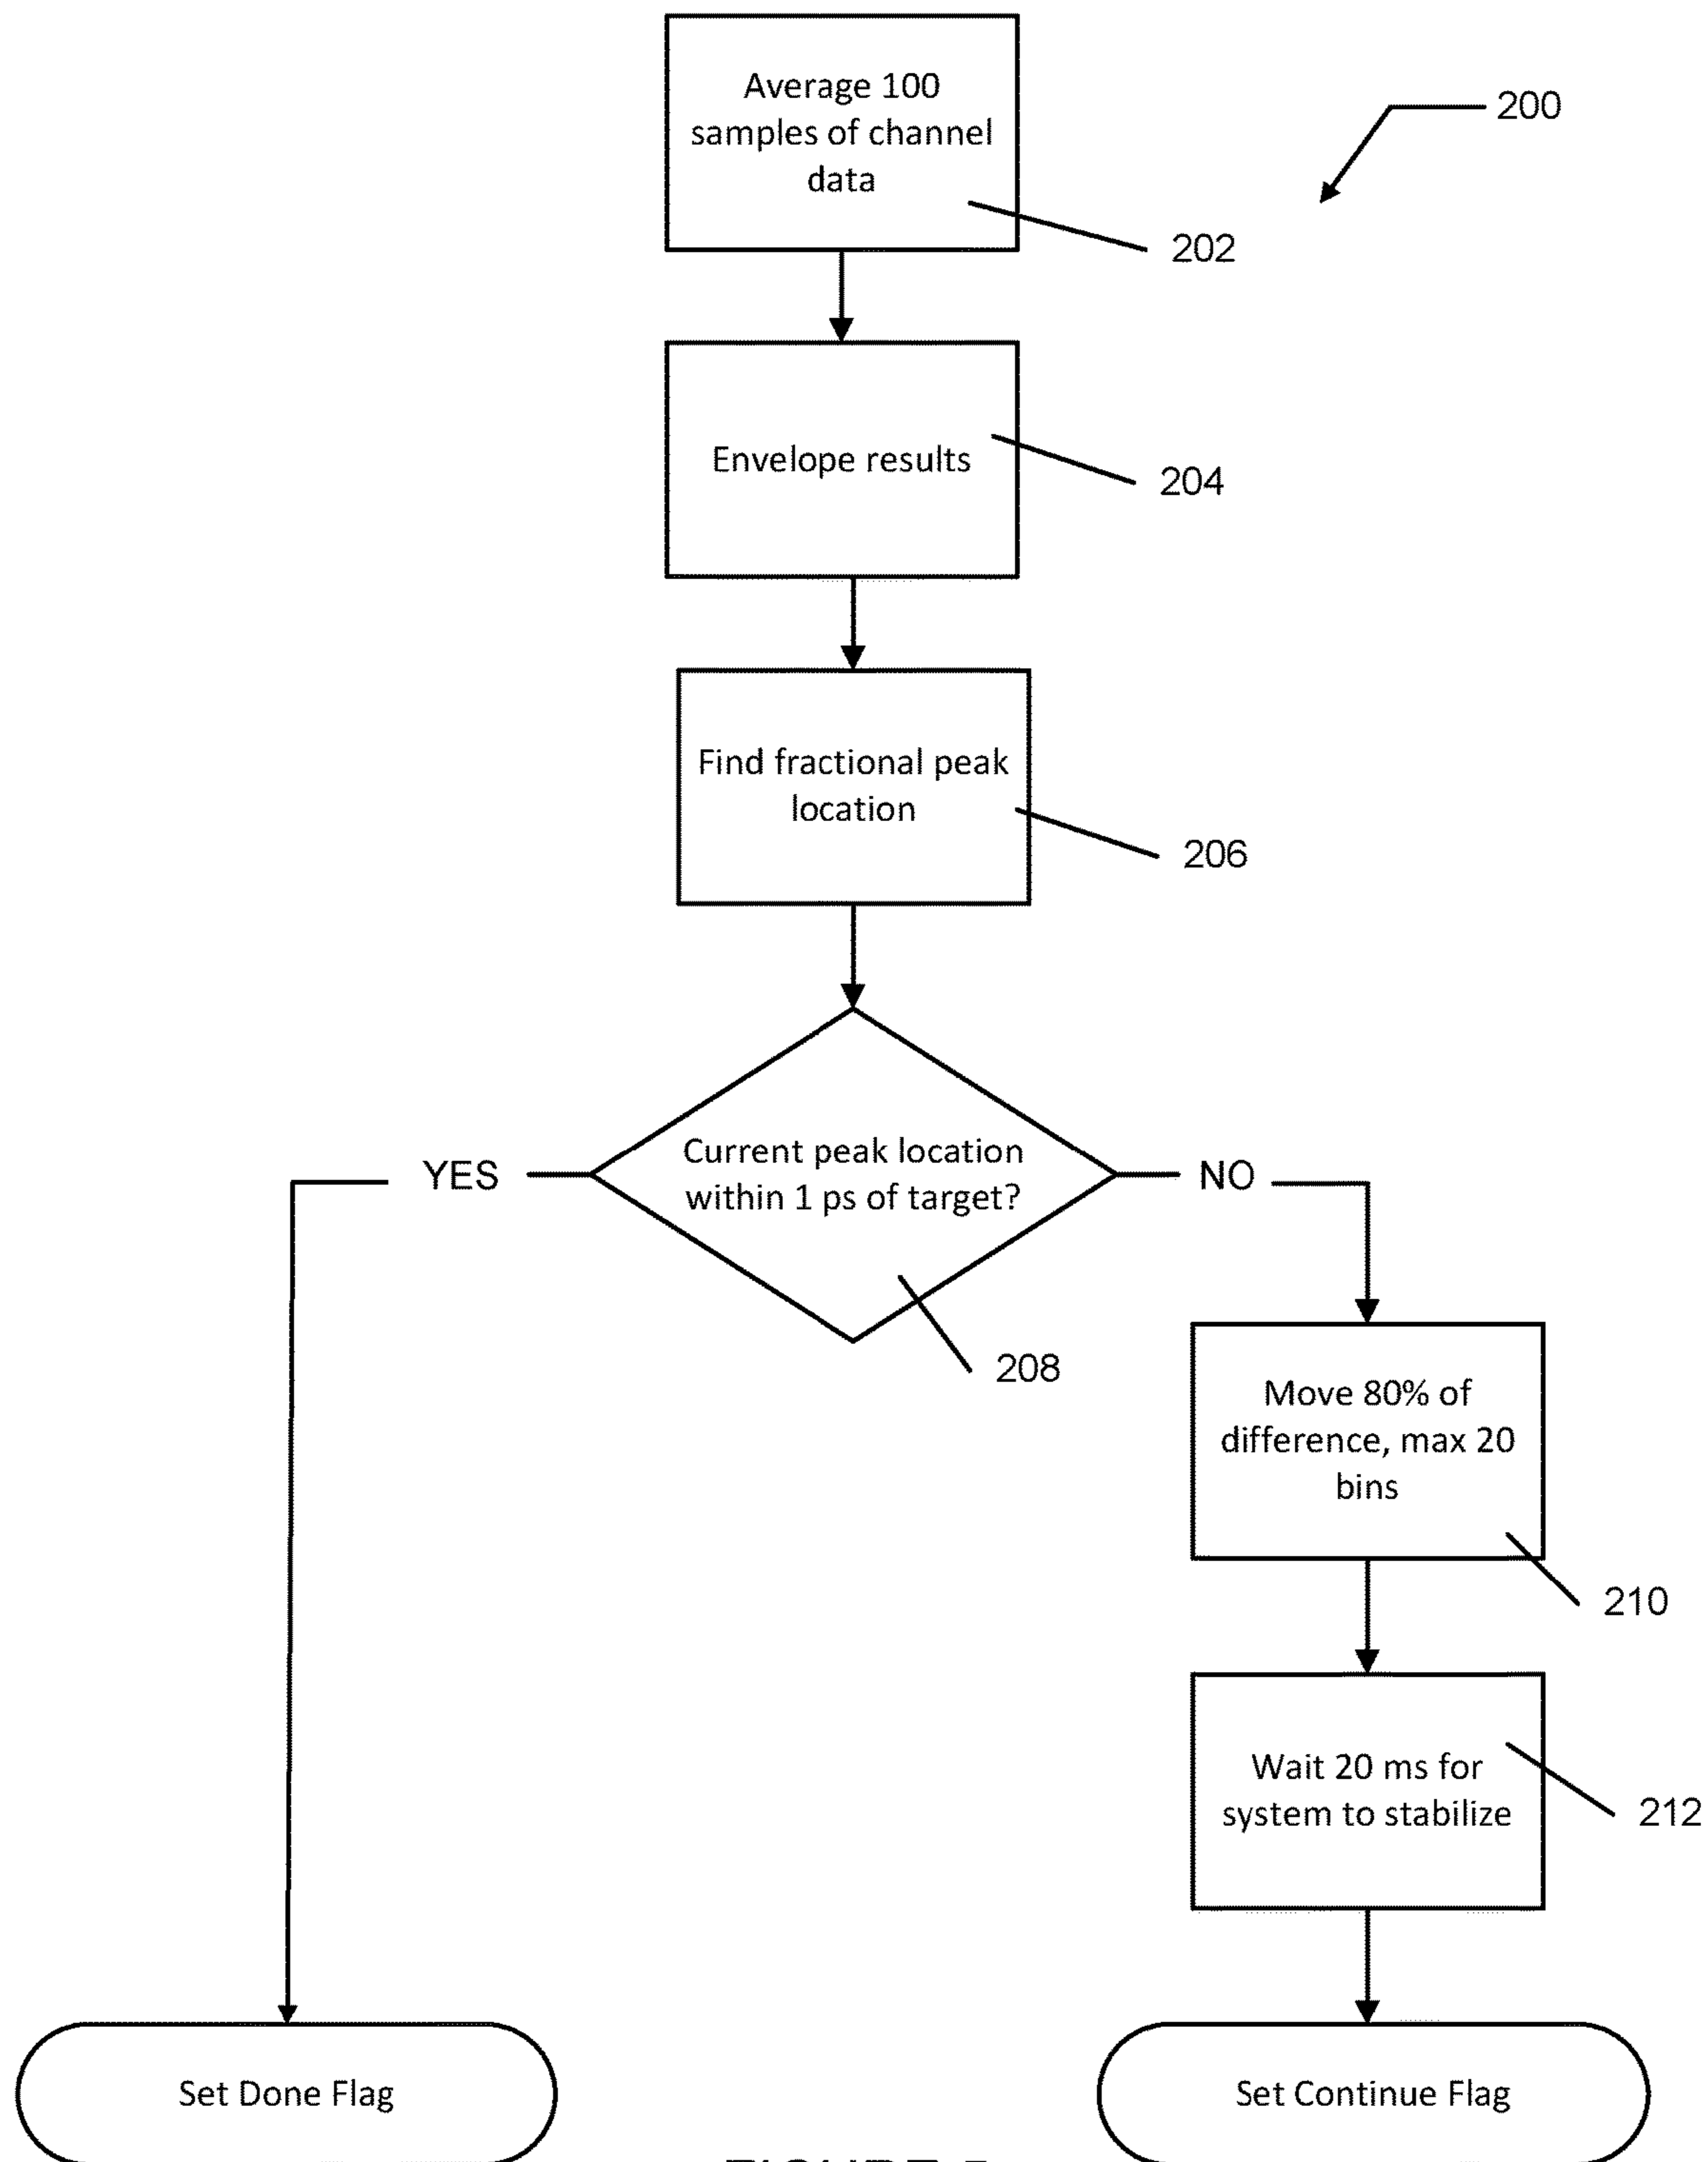 Average 100
samples of channel
data
200
202
Envelope results
204
Find fractional peak
location
206
YES
Current peak location
within 1 ps of target?
NO
208
Move 80% of
difference, max 20
bins
210
Wait 20 ms for
system to stabilize
212
Set Done Flag
Set Continue Flag